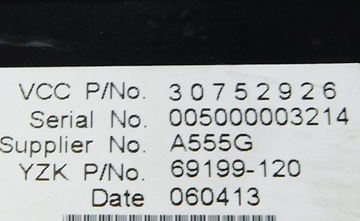 VCC P/No. 30752926
Serial No. 005000003214
Supplier No. A555G
YZK P/No. 69199-120
Date 060413